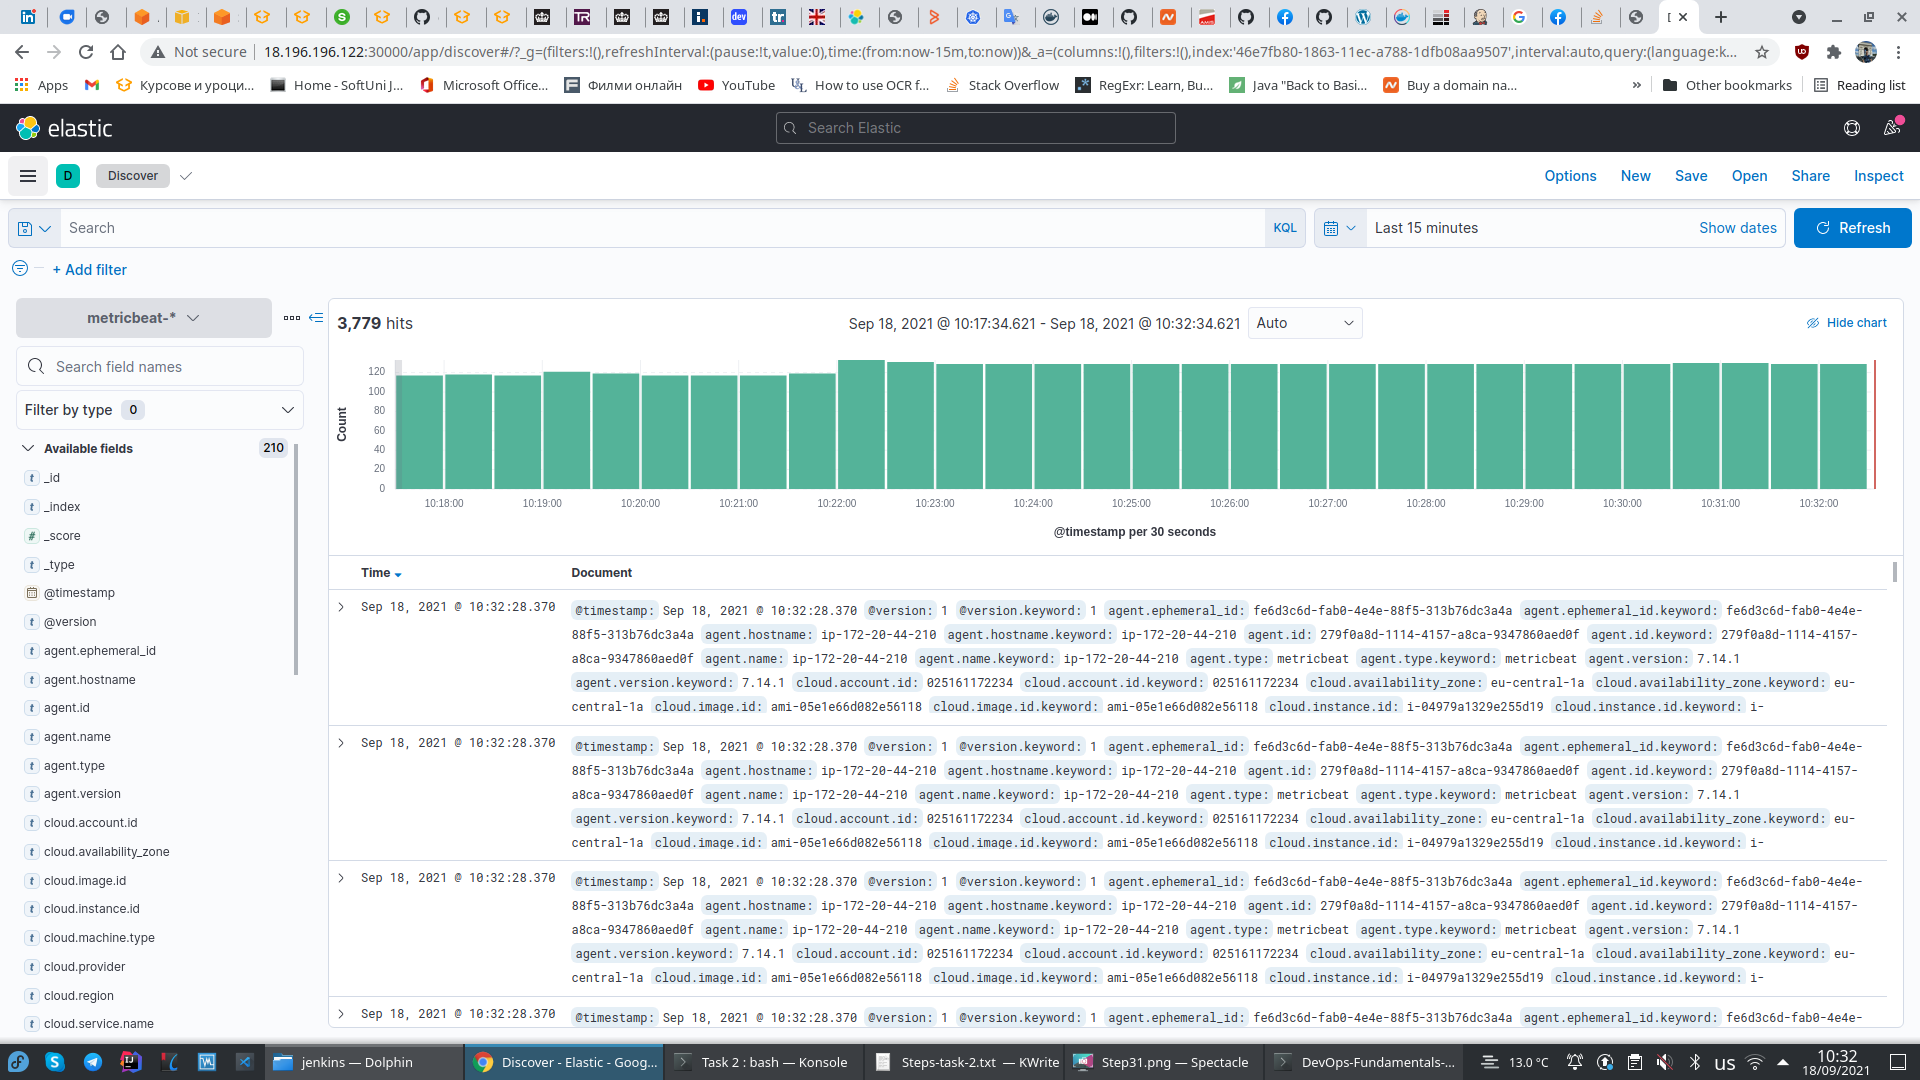 Not secure | 18.196.196.122:30000/app/discover#/?_g=(filters:!(),refreshInterval:(pause:!t,value:0),time:(from:now-15m,to:now))&_a=(columns:!(),filters:!(),index:'46e7fb80-1863-11ec-a788-1dfb08aa9507',interval:auto,query:(language:k...
Apps Курсове и уроци... Home - SoftUni J... Microsoft Office... Филми онлайн YouTube How to use OCR f... Stack Overflow RegExr: Learn, Bu... Java "Back to Basi... Buy a domain na... » Other bookmarks Reading list
elastic Search Elastic
D Discover Options New Save Open Share Inspect
Search KQL Last 15 minutes Show dates Refresh
+ Add filter
metricbeat-*
3,779 hits Sep 18, 2021 @ 10:17:34.621 - Sep 18, 2021 @ 10:32:34.621 Auto Hide chart
Search field names
Filter by type 0
Available fields 210
_id
_index
_score
_type
@timestamp
@version
agent.ephemeral_id
agent.hostname
agent.id
agent.name
agent.type
agent.version
cloud.account.id
cloud.availability_zone
cloud.image.id
cloud.instance.id
cloud.machine.type
cloud.provider
cloud.region
cloud.service.name
Count
120
100
80
60
40
20
0
10:18:00 10:19:00 10:20:00 10:21:00 10:22:00 10:23:00 10:24:00 10:25:00 10:26:00 10:27:00 10:28:00 10:29:00 10:30:00 10:31:00 10:32:00
@timestamp per 30 seconds
Time Document
Sep 18, 2021 @ 10:32:28.370 @timestamp: Sep 18, 2021 @ 10:32:28.370 @version: 1 @version.keyword: 1 agent.ephemeral_id: fe6d3c6d-fab0-4e4e-88f5-313b76dc3a4a agent.ephemeral_id.keyword: fe6d3c6d-fab0-4e4e-
88f5-313b76dc3a4a agent.hostname: ip-172-20-44-210 agent.hostname.keyword: ip-172-20-44-210 agent.id: 279f0a8d-1114-4157-a8ca-9347860aed0f agent.id.keyword: 279f0a8d-1114-4157-
a8ca-9347860aed0f agent.name: ip-172-20-44-210 agent.name.keyword: ip-172-20-44-210 agent.type: metricbeat agent.type.keyword: metricbeat agent.version: 7.14.1
agent.version.keyword: 7.14.1 cloud.account.id: 025161172234 cloud.account.id.keyword: 025161172234 cloud.availability_zone: eu-central-1a cloud.availability_zone.keyword: eu-
central-1a cloud.image.id: ami-05e1e66d082e56118 cloud.image.id.keyword: ami-05e1e66d082e56118 cloud.instance.id: i-04979a1329e255d19 cloud.instance.id.keyword: i-
Sep 18, 2021 @ 10:32:28.370 @timestamp: Sep 18, 2021 @ 10:32:28.370 @version: 1 @version.keyword: 1 agent.ephemeral_id: fe6d3c6d-fab0-4e4e-88f5-313b76dc3a4a agent.ephemeral_id.keyword: fe6d3c6d-fab0-4e4e-
88f5-313b76dc3a4a agent.hostname: ip-172-20-44-210 agent.hostname.keyword: ip-172-20-44-210 agent.id: 279f0a8d-1114-4157-a8ca-9347860aed0f agent.id.keyword: 279f0a8d-1114-4157-
a8ca-9347860aed0f agent.name: ip-172-20-44-210 agent.name.keyword: ip-172-20-44-210 agent.type: metricbeat agent.type.keyword: metricbeat agent.version: 7.14.1
agent.version.keyword: 7.14.1 cloud.account.id: 025161172234 cloud.account.id.keyword: 025161172234 cloud.availability_zone: eu-central-1a cloud.availability_zone.keyword: eu-
central-1a cloud.image.id: ami-05e1e66d082e56118 cloud.image.id.keyword: ami-05e1e66d082e56118 cloud.instance.id: i-04979a1329e255d19 cloud.instance.id.keyword: i-
Sep 18, 2021 @ 10:32:28.370 @timestamp: Sep 18, 2021 @ 10:32:28.370 @version: 1 @version.keyword: 1 agent.ephemeral_id: fe6d3c6d-fab0-4e4e-88f5-313b76dc3a4a agent.ephemeral_id.keyword: fe6d3c6d-fab0-4e4e-
88f5-313b76dc3a4a agent.hostname: ip-172-20-44-210 agent.hostname.keyword: ip-172-20-44-210 agent.id: 279f0a8d-1114-4157-a8ca-9347860aed0f agent.id.keyword: 279f0a8d-1114-4157-
a8ca-9347860aed0f agent.name: ip-172-20-44-210 agent.name.keyword: ip-172-20-44-210 agent.type: metricbeat agent.type.keyword: metricbeat agent.version: 7.14.1
agent.version.keyword: 7.14.1 cloud.account.id: 025161172234 cloud.account.id.keyword: 025161172234 cloud.availability_zone: eu-central-1a cloud.availability_zone.keyword: eu-
central-1a cloud.image.id: ami-05e1e66d082e56118 cloud.image.id.keyword: ami-05e1e66d082e56118 cloud.instance.id: i-04979a1329e255d19 cloud.instance.id.keyword: i-
Sep 18, 2021 @ 10:32:28.370 @timestamp: Sep 18, 2021 @ 10:32:28.370 @version: 1 @version.keyword: 1 agent.ephemeral_id: fe6d3c6d-fab0-4e4e-88f5-313b76dc3a4a agent.ephemeral_id.keyword: fe6d3c6d-fab0-4e4e-
jenkins — Dolphin Discover - Elastic - Goog... Task 2 : bash — Konsole Steps-task-2.txt — KWrite Step31.png — Spectacle DevOps-Fundamentals-... 13.0 °C us 10:32
18/09/2021